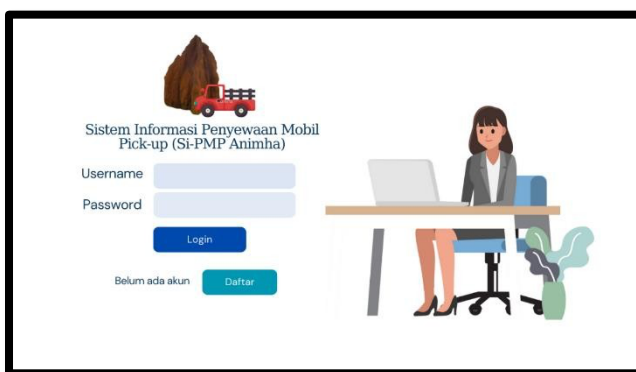 Sistem Informasi Penyewaan Mobil
Pick-up (Si-PMP Animha)
Username
Password
Login
Belum ada akun
Daftar